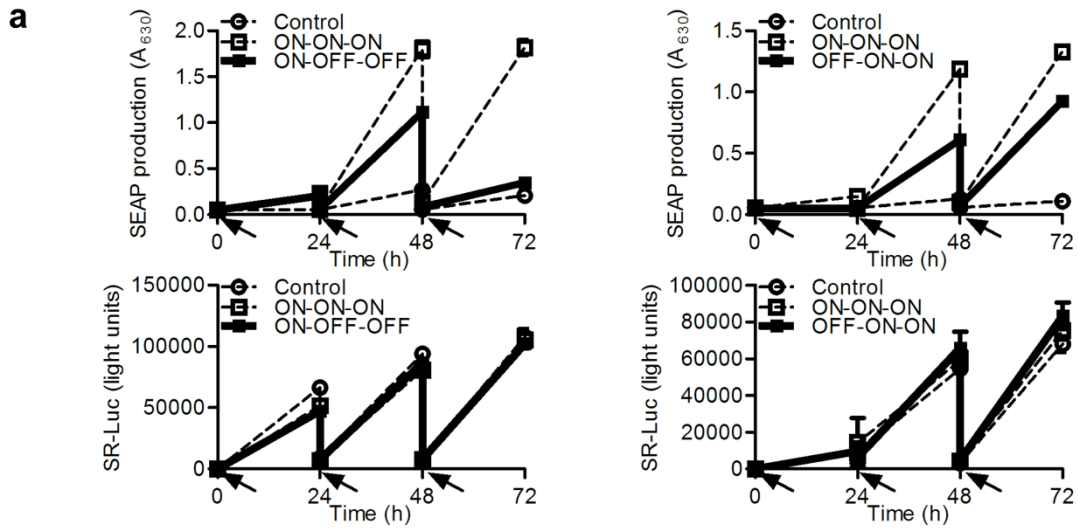 a
Control
ON-ON-ON
ON-OFF-OFF
SEAP production (A630)
2.0
1.5
1.0
0.5
0.0
0 24 48 72
Time (h)
Control
ON-ON-ON
OFF-ON-ON
SEAP production (A630)
1.5
1.0
0.5
0.0
0 24 48 72
Time (h)
Control
ON-ON-ON
ON-OFF-OFF
SR-Luc (light units)
150000
100000
50000
0
0 24 48 72
Time (h)
Control
ON-ON-ON
OFF-ON-ON
SR-Luc (light units)
100000
80000
60000
40000
20000
0
0 24 48 72
Time (h)